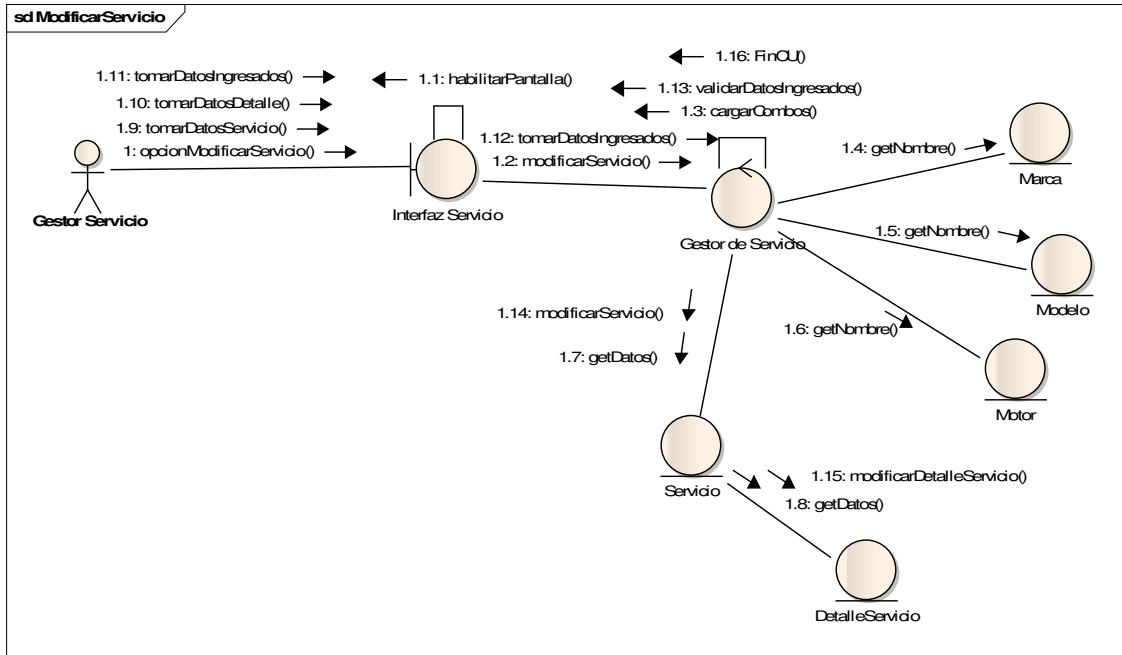 sd ModificarServicio
1.16: FinCU()
1.11: tomarDatosIngresados()
1.1: habilitarPantalla()
1.13: validarDatosIngresados()
1.10: tomarDatosDetalle()
1.3: cargarCombos()
1.9: tomarDatosServicio()
1.12: tomarDatosIngresados()
1: opcionModificarServicio()
1.2: modificarServicio()
1.4: getNombre()
Marca
Gestor Servicio
Interfaz Servicio
Gestor de Servicio
1.5: getNombre()
Modelo
1.14: modificarServicio()
1.6: getNombre()
1.7: getDatos()
Motor
1.15: modificarDetalleServicio()
Servicio
1.8: getDatos()
DetalleServicio